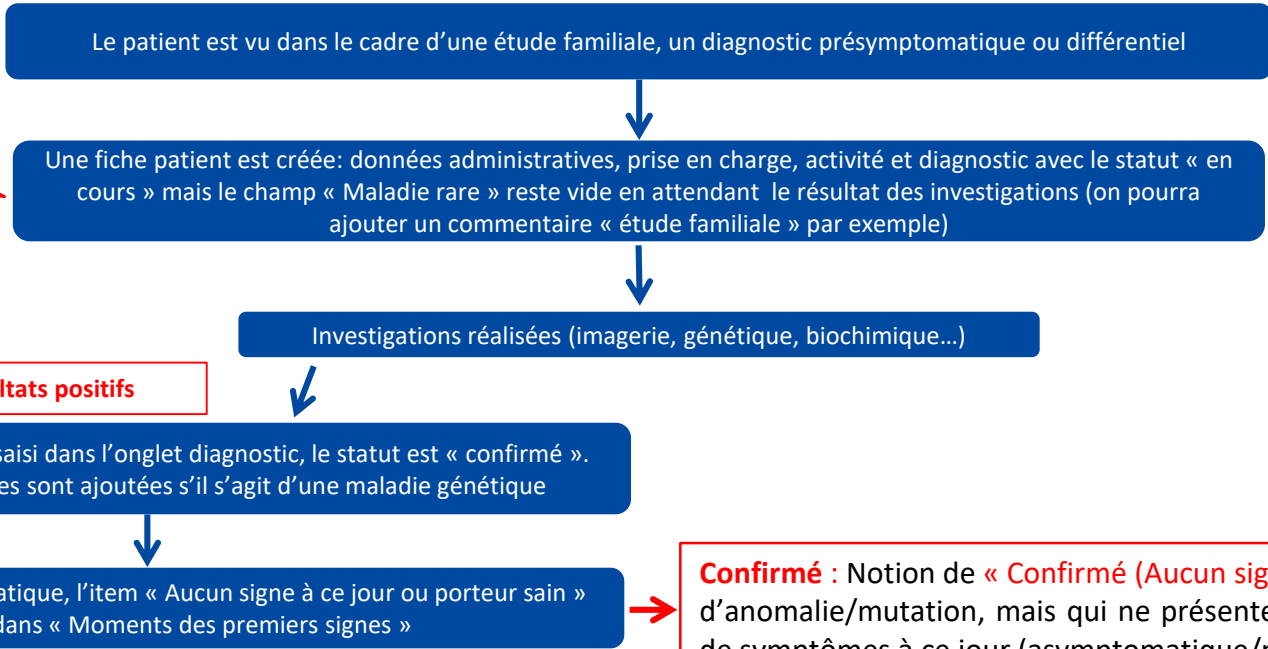 Le patient est vu dans le cadre d’une étude familiale, un diagnostic présymptomatique ou différentiel
Une fiche patient est créée: données administratives, prise en charge, activité et diagnostic avec le statut « en
cours » mais le champ « Maladie rare » reste vide en attendant le résultat des investigations (on pourra
ajouter un commentaire « étude familiale » par exemple)
Investigations réalisées (imagerie, génétique, biochimique…)
ltats positifs
saisi dans l’onglet diagnostic, le statut est « confirmé ».
es sont ajoutées s’il s’agit d’une maladie génétique
atique, l’item « Aucun signe à ce jour ou porteur sain »
dans « Moments des premiers signes »
Confirmé : Notion de « Confirmé (Aucun sig
d’anomalie/mutation, mais qui ne présente
de symptômes à ce jour (asymptomatique/